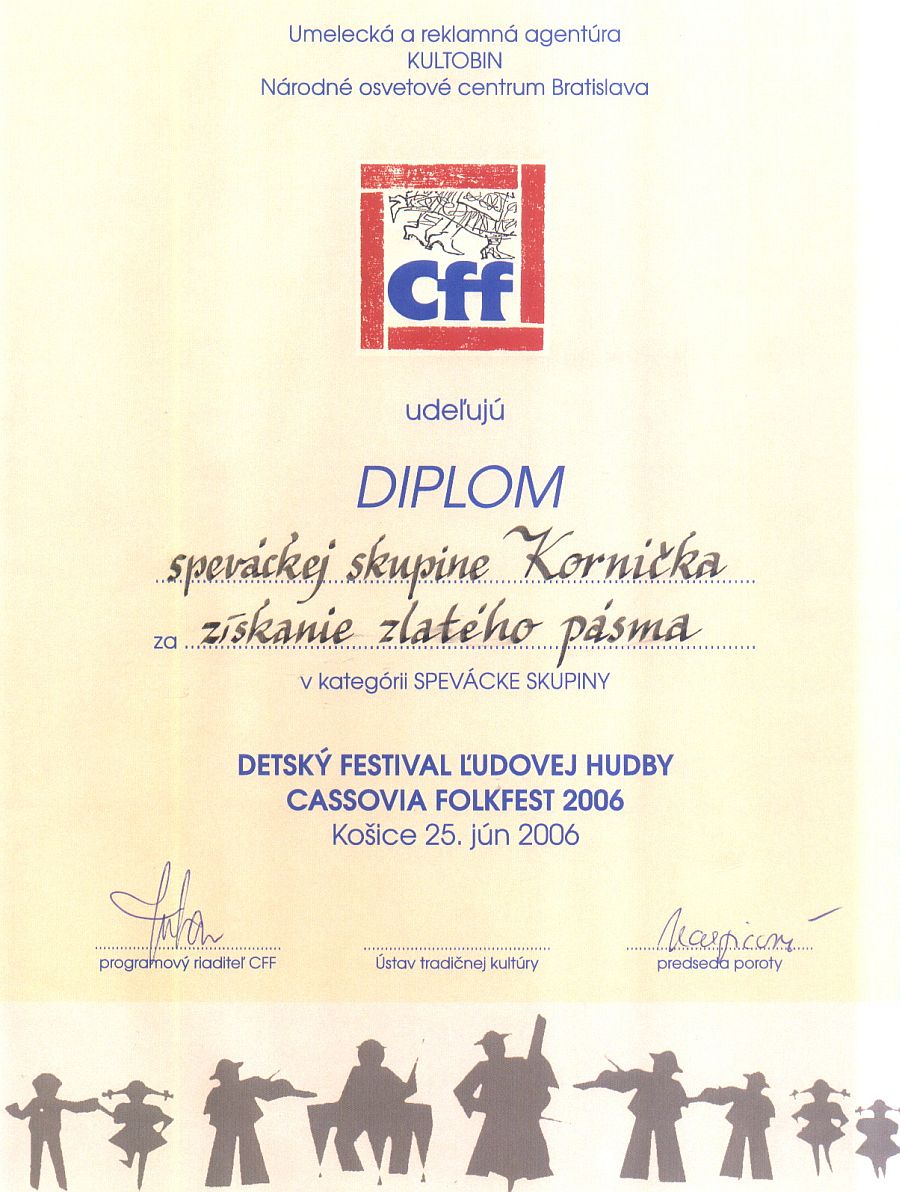 Umelecká a reklamná agentúra
KULTOBIN
Národné osvetové centrum Bratislava
Cff
udeľujú
DIPLOM
speváckej skupine Kornička
za získanie zlatého pásma
v kategórii SPEVÁCKE SKUPINY
DETSKÝ FESTIVAL ĽUDOVEJ HUDBY
CASSOVIA FOLKFEST 2006
Košice 25. jún 2006
programový riaditeľ CFF
Ústav tradičnej kultúry
predseda poroty